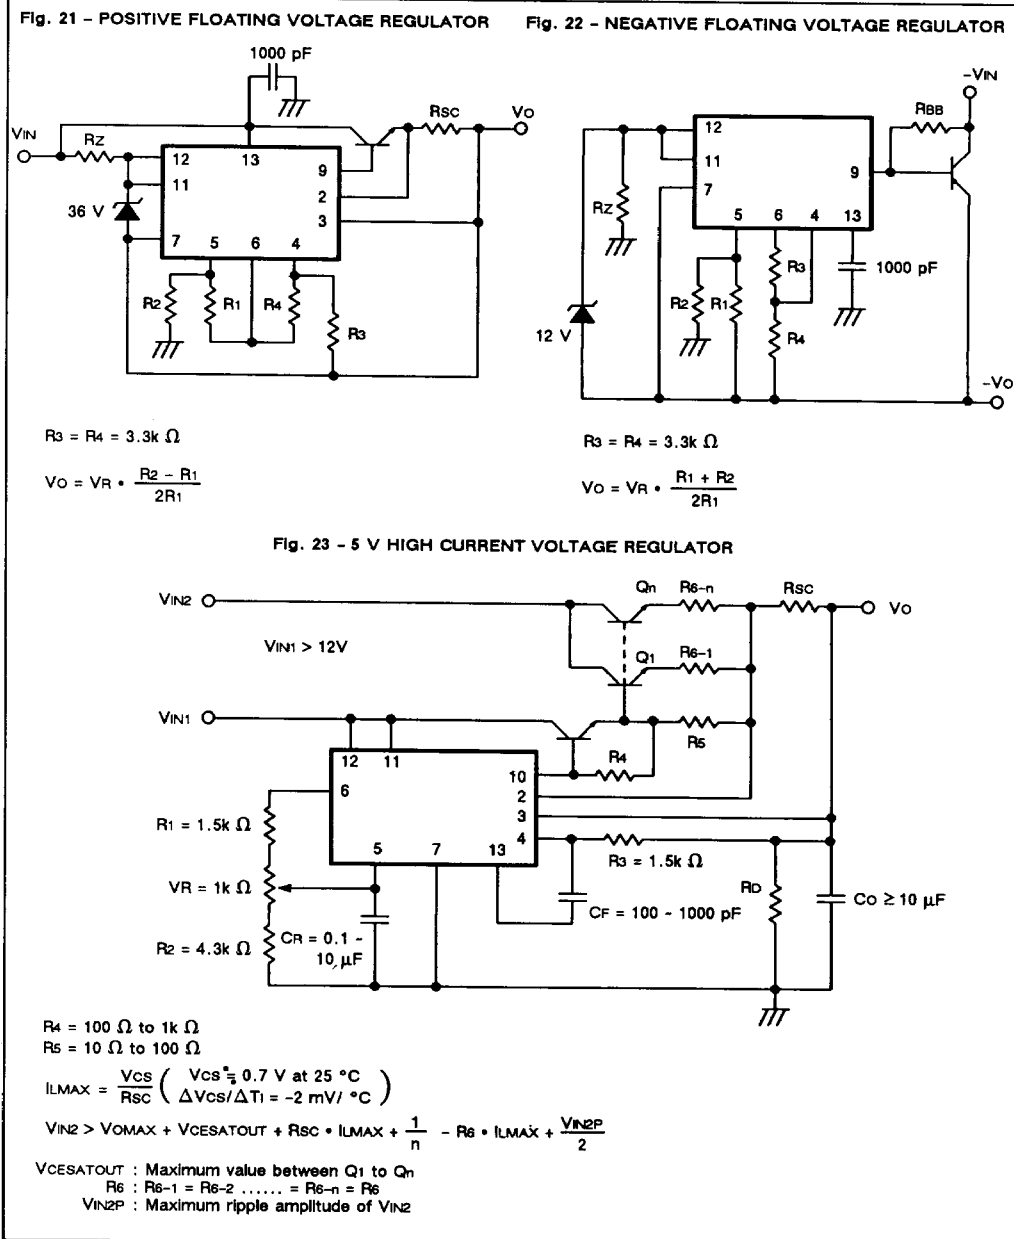 Fig. 21 – POSITIVE FLOATING VOLTAGE REGULATOR
1000 pF
VIN
RZ
RSC
VO
12
13
11
9
2
3
36 V
7
5
6
4
R2
R1
R4
R3
R3 = R4 = 3.3k Ω
VO = VR • (R2 – R1) / 2R1
Fig. 22 – NEGATIVE FLOATING VOLTAGE REGULATOR
–VIN
RBB
12
11
7
9
RZ
5
6
4
13
R3
1000 pF
R2
R1
12 V
R4
–VO
R3 = R4 = 3.3k Ω
VO = VR • (R1 + R2) / 2R1
Fig. 23 – 5 V HIGH CURRENT VOLTAGE REGULATOR
VIN2
Qn
R6-n
RSC
VO
VIN1 > 12V
Q1
R6-1
VIN1
R5
12
11
R4
10
6
2
3
4
R1 = 1.5k Ω
5
7
13
R3 = 1.5k Ω
VR = 1k Ω
RD
CO ≥ 10 μF
CF = 100 ~ 1000 pF
R2 = 4.3k Ω
CR = 0.1 ~
10 μF
R4 = 100 Ω to 1k Ω
R5 = 10 Ω to 100 Ω
ILMAX = VCS / RSC ( VCS ≒ 0.7 V at 25 °C
ΔVCS/ΔTI = –2 mV/ °C )
VIN2 > VOMAX + VCESATOUT + RSC • ILMAX + 1/n – R6 • ILMAX + VIN2P/2
VCESATOUT : Maximum value between Q1 to Qn
R6 : R6-1 = R6-2 ...... = R6-n = R6
VIN2P : Maximum ripple amplitude of VIN2